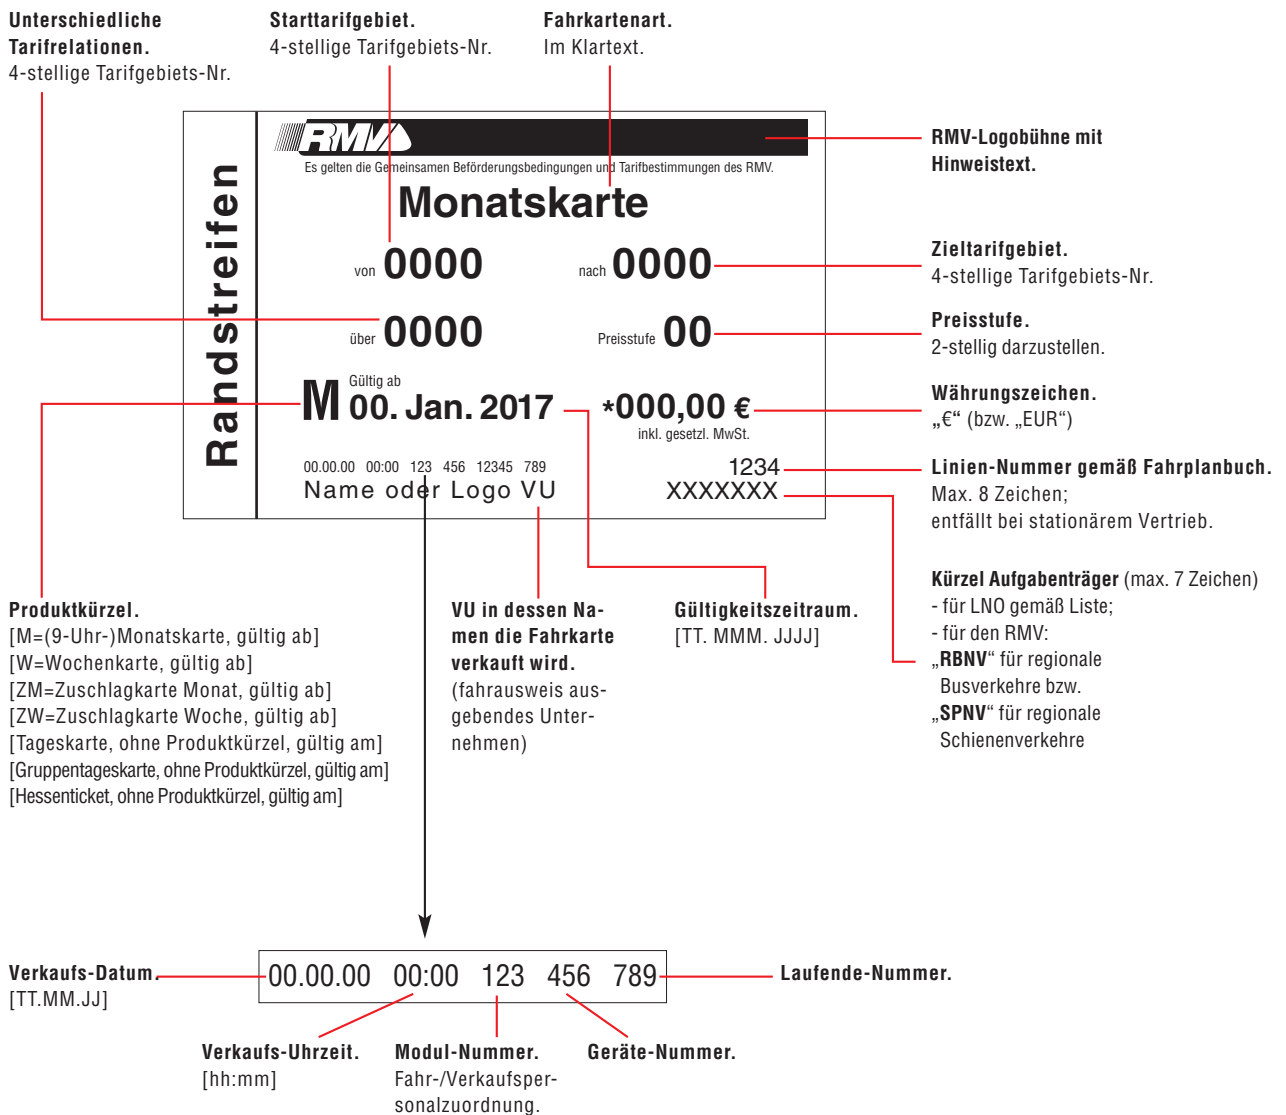 Unterschiedliche
Tarifrelationen.
4-stellige Tarifgebiets-Nr.
Starttarifgebiet.
4-stellige Tarifgebiets-Nr.
Fahrkartenart.
Im Klartext.
Randstreifen
RMV
Es gelten die Gemeinsamen Beförderungsbedingungen und Tarifbestimmungen des RMV.
Monatskarte
von 0000 nach 0000
über 0000 Preisstufe 00
Gültig ab
M 00. Jan. 2017 *000,00 €
inkl. gesetzl. MwSt.
00.00.00 00:00 123 456 12345 789 1234
Name oder Logo VU XXXXXXX
RMV-Logobühne mit
Hinweistext.
Zieltarifgebiet.
4-stellige Tarifgebiets-Nr.
Preisstufe.
2-stellig darzustellen.
Währungszeichen.
„€“ (bzw. „EUR“)
Linien-Nummer gemäß Fahrplanbuch.
Max. 8 Zeichen;
entfällt bei stationärem Vertrieb.
Kürzel Aufgabenträger (max. 7 Zeichen)
- für LNO gemäß Liste;
- für den RMV:
„RBNV“ für regionale
Busverkehre bzw.
„SPNV“ für regionale
Schienenverkehre
Produktkürzel.
[M=(9-Uhr-)Monatskarte, gültig ab]
[W=Wochenkarte, gültig ab]
[ZM=Zuschlagkarte Monat, gültig ab]
[ZW=Zuschlagkarte Woche, gültig ab]
[Tageskarte, ohne Produktkürzel, gültig am]
[Gruppentageskarte, ohne Produktkürzel, gültig am]
[Hessenticket, ohne Produktkürzel, gültig am]
VU in dessen Na-
men die Fahrkarte
verkauft wird.
(fahrausweis aus-
gebendes Unter-
nehmen)
Gültigkeitszeitraum.
[TT. MMM. JJJJ]
Verkaufs-Datum.
[TT.MM.JJ]
00.00.00 00:00 123 456 789
Laufende-Nummer.
Verkaufs-Uhrzeit.
[hh:mm]
Modul-Nummer.
Fahr-/Verkaufsper-
sonalzuordnung.
Geräte-Nummer.